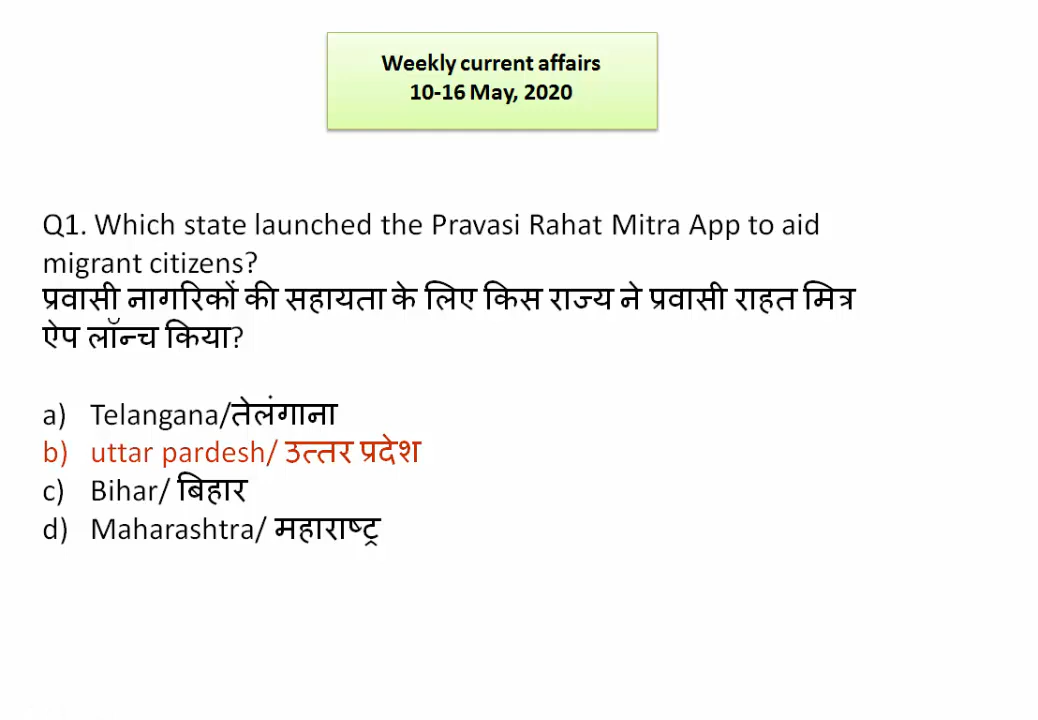 Weekly current affairs
10-16 May, 2020
Q1. Which state launched the Pravasi Rahat Mitra App to aid
migrant citizens?
प्रवासी नागरिकों की सहायता के लिए किस राज्य ने प्रवासी राहत मित्र
ऐप लॉन्च किया?
a) Telangana/तेलंगाना
b) uttar pardesh/ उत्तर प्रदेश
c) Bihar/ बिहार
d) Maharashtra/ महाराष्ट्र